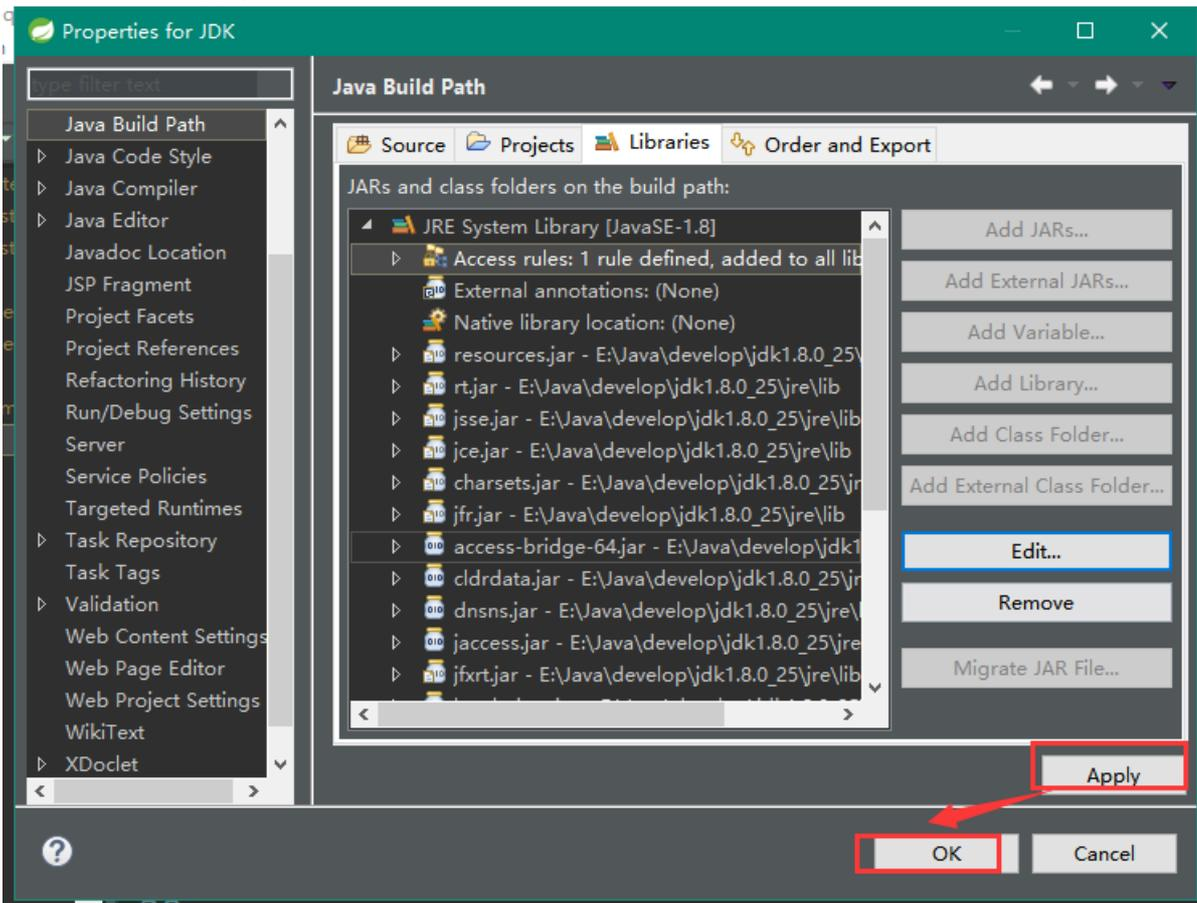 Properties for JDK
type filter text
Java Build Path
Java Code Style
Java Compiler
Java Editor
Javadoc Location
JSP Fragment
Project Facets
Project References
Refactoring History
Run/Debug Settings
Server
Service Policies
Targeted Runtimes
Task Repository
Task Tags
Validation
Web Content Settings
Web Page Editor
Web Project Settings
WikiText
XDoclet
Java Build Path
Source
Projects
Libraries
Order and Export
JARs and class folders on the build path:
JRE System Library [JavaSE-1.8]
Access rules: 1 rule defined, added to all lib
External annotations: (None)
Native library location: (None)
resources.jar - E:\Java\develop\jdk1.8.0_25\
rt.jar - E:\Java\develop\jdk1.8.0_25\jre\lib
jsse.jar - E:\Java\develop\jdk1.8.0_25\jre\lib
jce.jar - E:\Java\develop\jdk1.8.0_25\jre\lib
charsets.jar - E:\Java\develop\jdk1.8.0_25\jr
jfr.jar - E:\Java\develop\jdk1.8.0_25\jre\lib
access-bridge-64.jar - E:\Java\develop\jdk1
cldrdata.jar - E:\Java\develop\jdk1.8.0_25\jr
dnsns.jar - E:\Java\develop\jdk1.8.0_25\jre\l
jaccess.jar - E:\Java\develop\jdk1.8.0_25\jre
jfxrt.jar - E:\Java\develop\jdk1.8.0_25\jre\lib
Add JARs...
Add External JARs...
Add Variable...
Add Library...
Add Class Folder...
Add External Class Folder...
Edit...
Remove
Migrate JAR File...
Apply
OK
Cancel